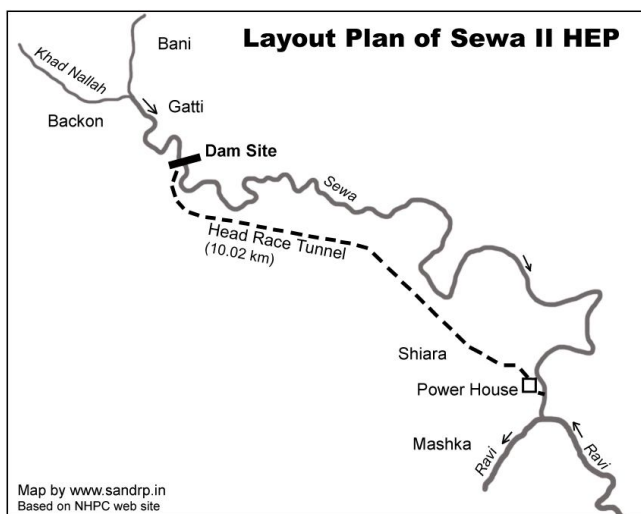 Layout Plan of Sewa II HEP
Bani
Khad Nallah
Gatti
Backon
Dam Site
Sewa
Head Race Tunnel
(10.02 km)
Shiara
Power House
Mashka
Ravi
Ravi
Map by www.sandrp.in
Based on NHPC web site